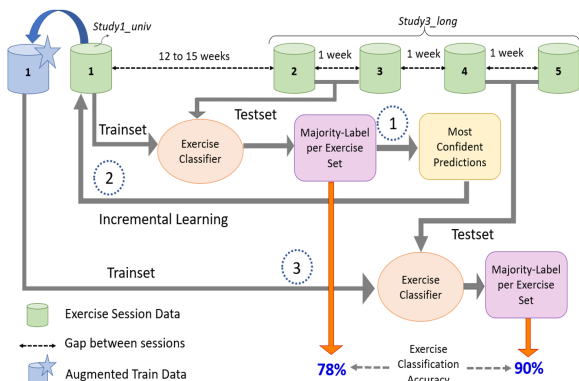 Study1_univ
Study3_long
12 to 15 weeks
1 week
1 week
1 week
1
1
2
3
4
5
Trainset
Testset
Exercise
Classifier
Majority-Label
per Exercise
Set
1
Most
Confident
Predictions
2
Incremental Learning
Testset
3
Trainset
Exercise
Classifier
Majority-Label
per Exercise
Set
Exercise Session Data
Gap between sessions
Augmented Train Data
78%
Exercise
Classification
Accuracy
90%